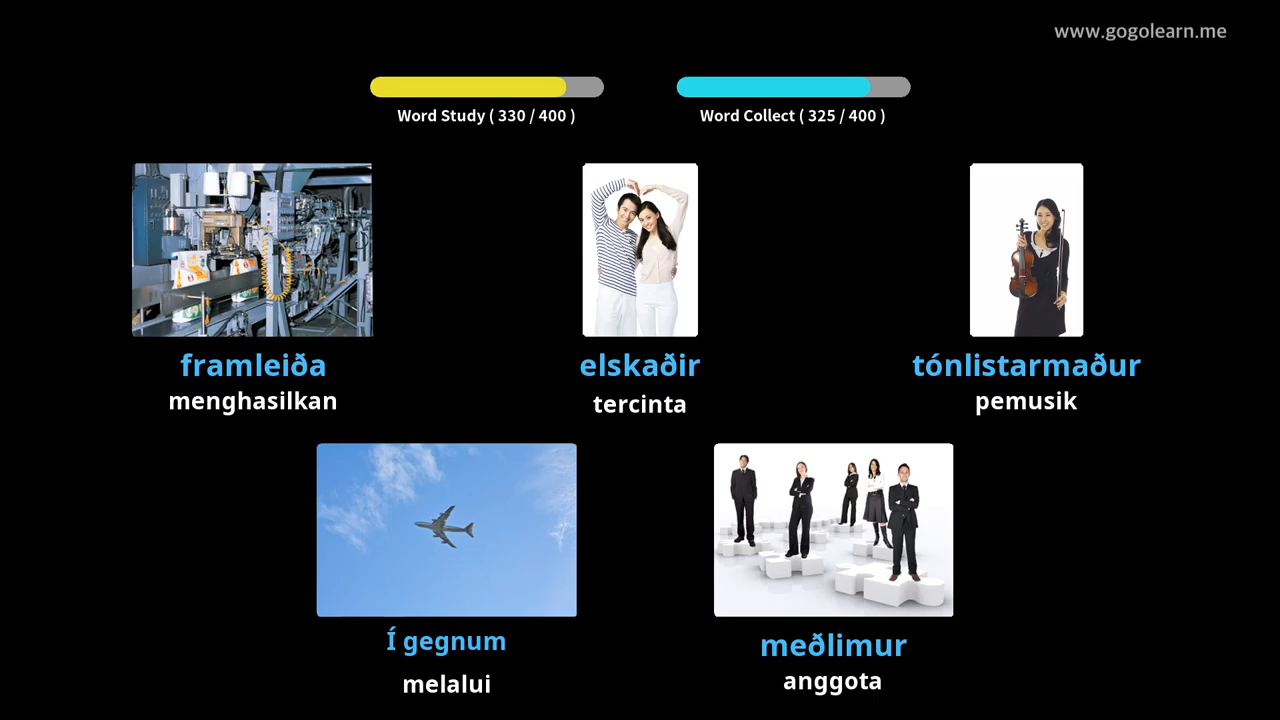 www.gogolearn.me
Word Study ( 330 / 400 )
Word Collect ( 325 / 400 )
framleiða
menghasilkan
elskaðir
tercinta
tónlistarmaður
pemusik
Í gegnum
melalui
meðlimur
anggota